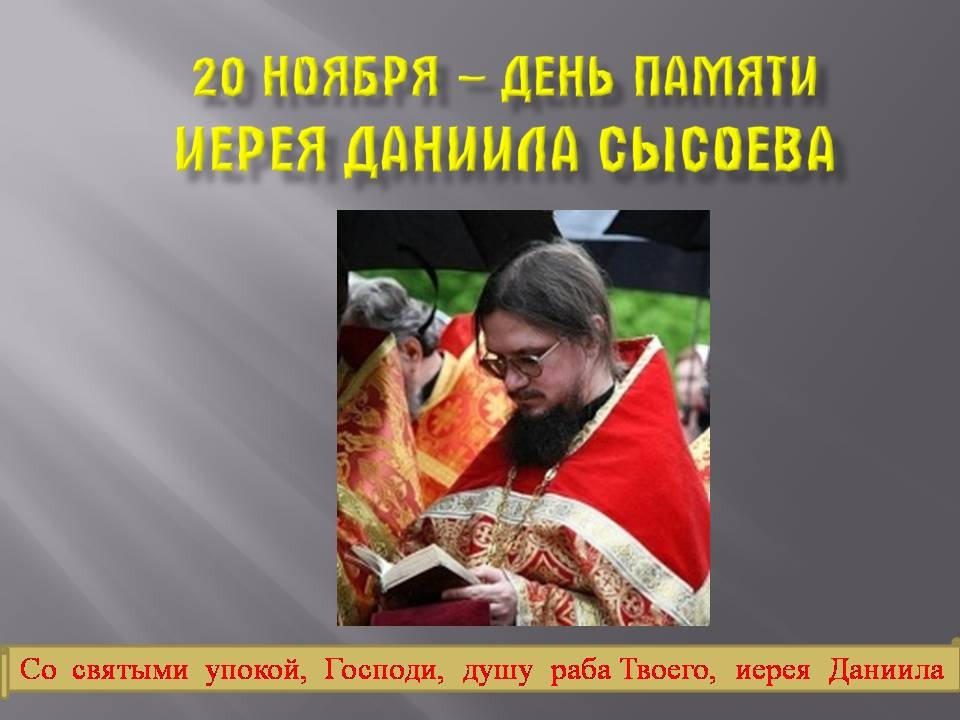 20 НОЯБРЯ – ДЕНЬ ПАМЯТИ
ИЕРЕЯ ДАНИИЛА СЫСОЕВА
Со святыми упокой, Господи, душу раба Твоего, иерея Даниила